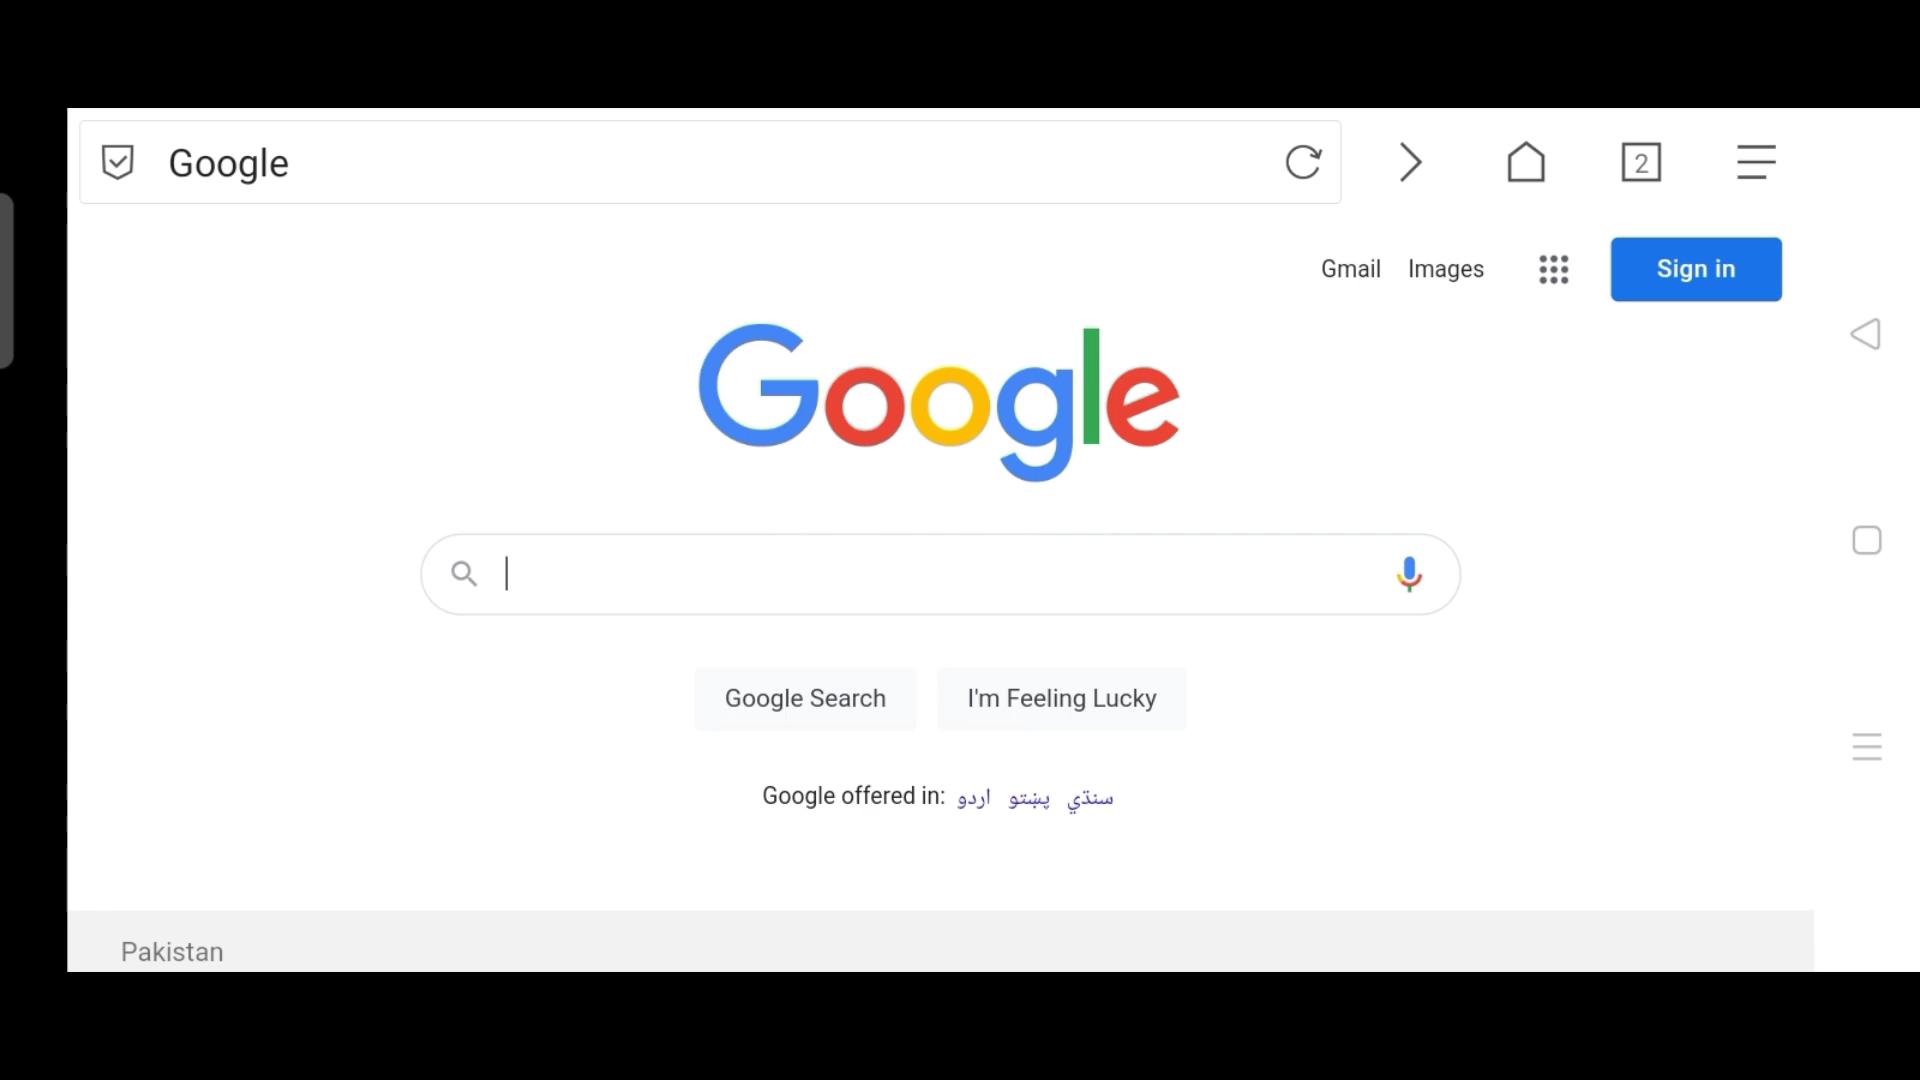 Google
2
Gmail Images Sign in
Google
Google Search I'm Feeling Lucky
Google offered in: اردو پښتو سنڌي
Pakistan